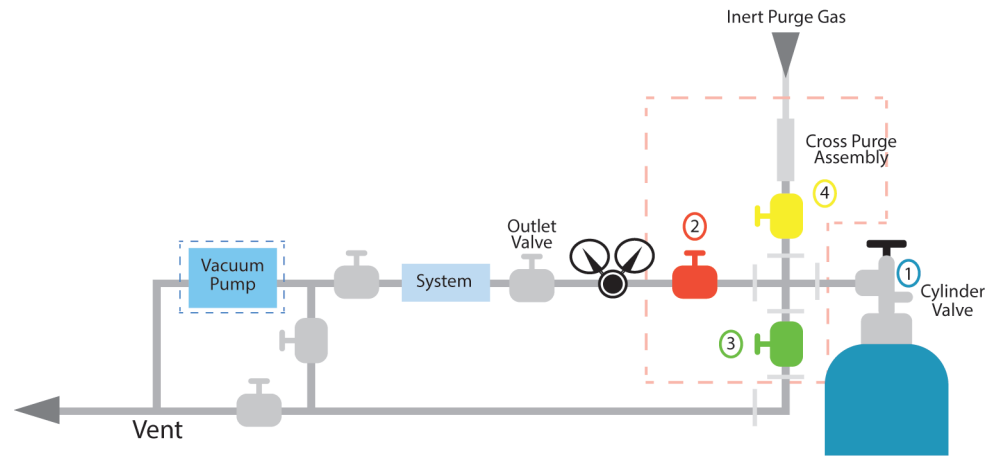 Inert Purge Gas
Cross Purge
Assembly
4
2
Outlet
Valve
Vacuum
Pump
System
1
Cylinder
Valve
3
Vent